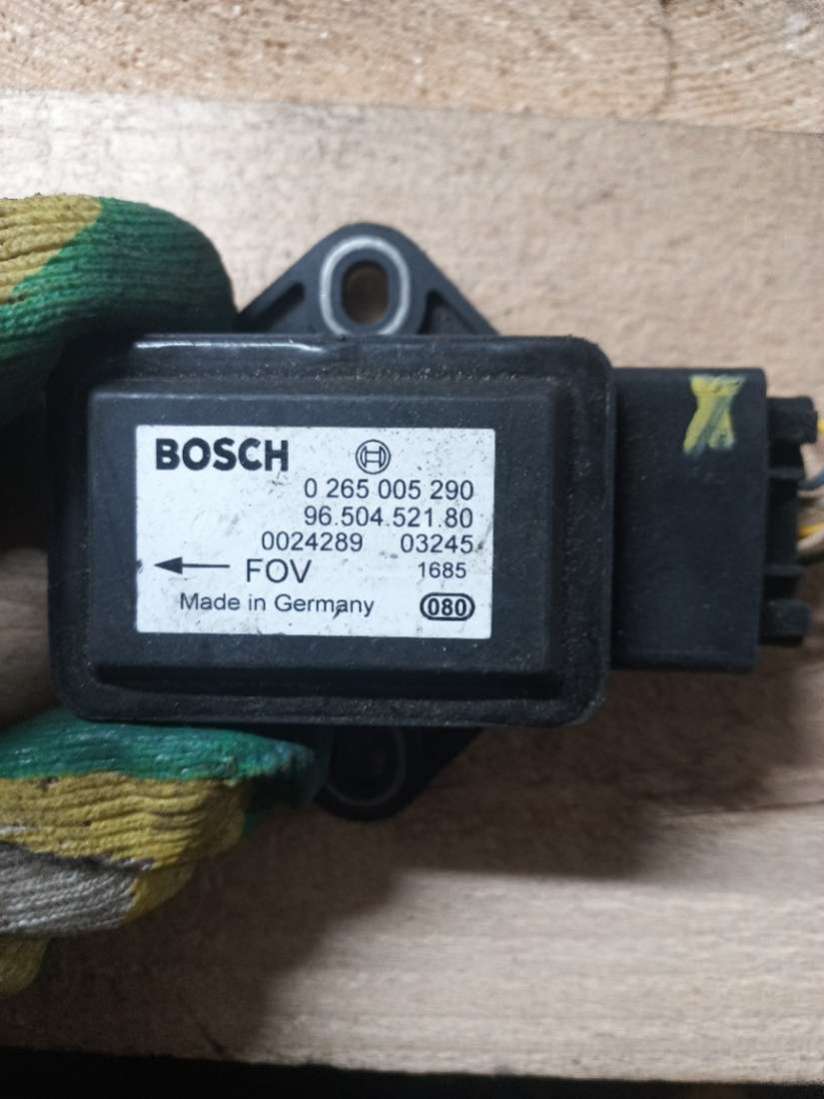 BOSCH
0 265 005 290
96.504.521.80
0024289 03245
FOV 1685
Made in Germany 080